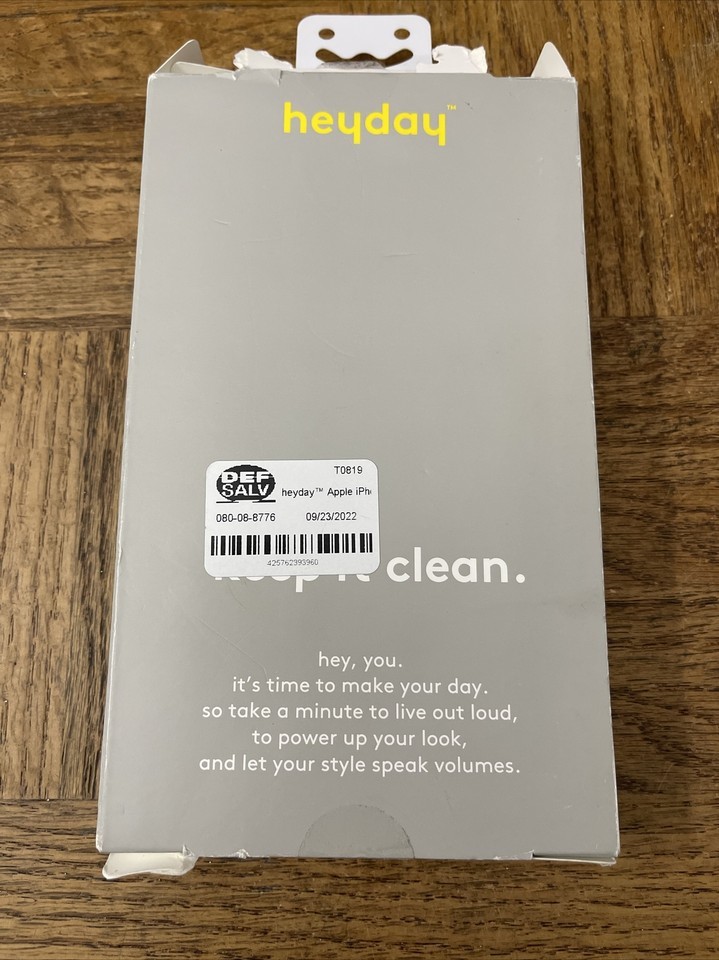 heyday™
DEF
SALV
T0819
heyday™ Apple iPh
080-08-8776
09/23/2022
425762393960
keep it clean.
hey, you.
it's time to make your day.
so take a minute to live out loud,
to power up your look,
and let your style speak volumes.